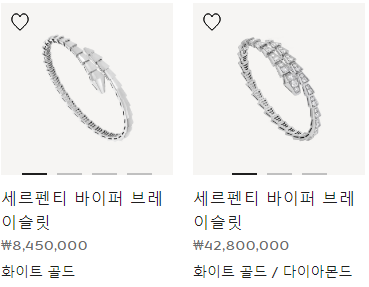 세르펜티 바이퍼 브레
이슬릿
₩8,450,000
화이트 골드
세르펜티 바이퍼 브레
이슬릿
₩42,800,000
화이트 골드 / 다이아몬드